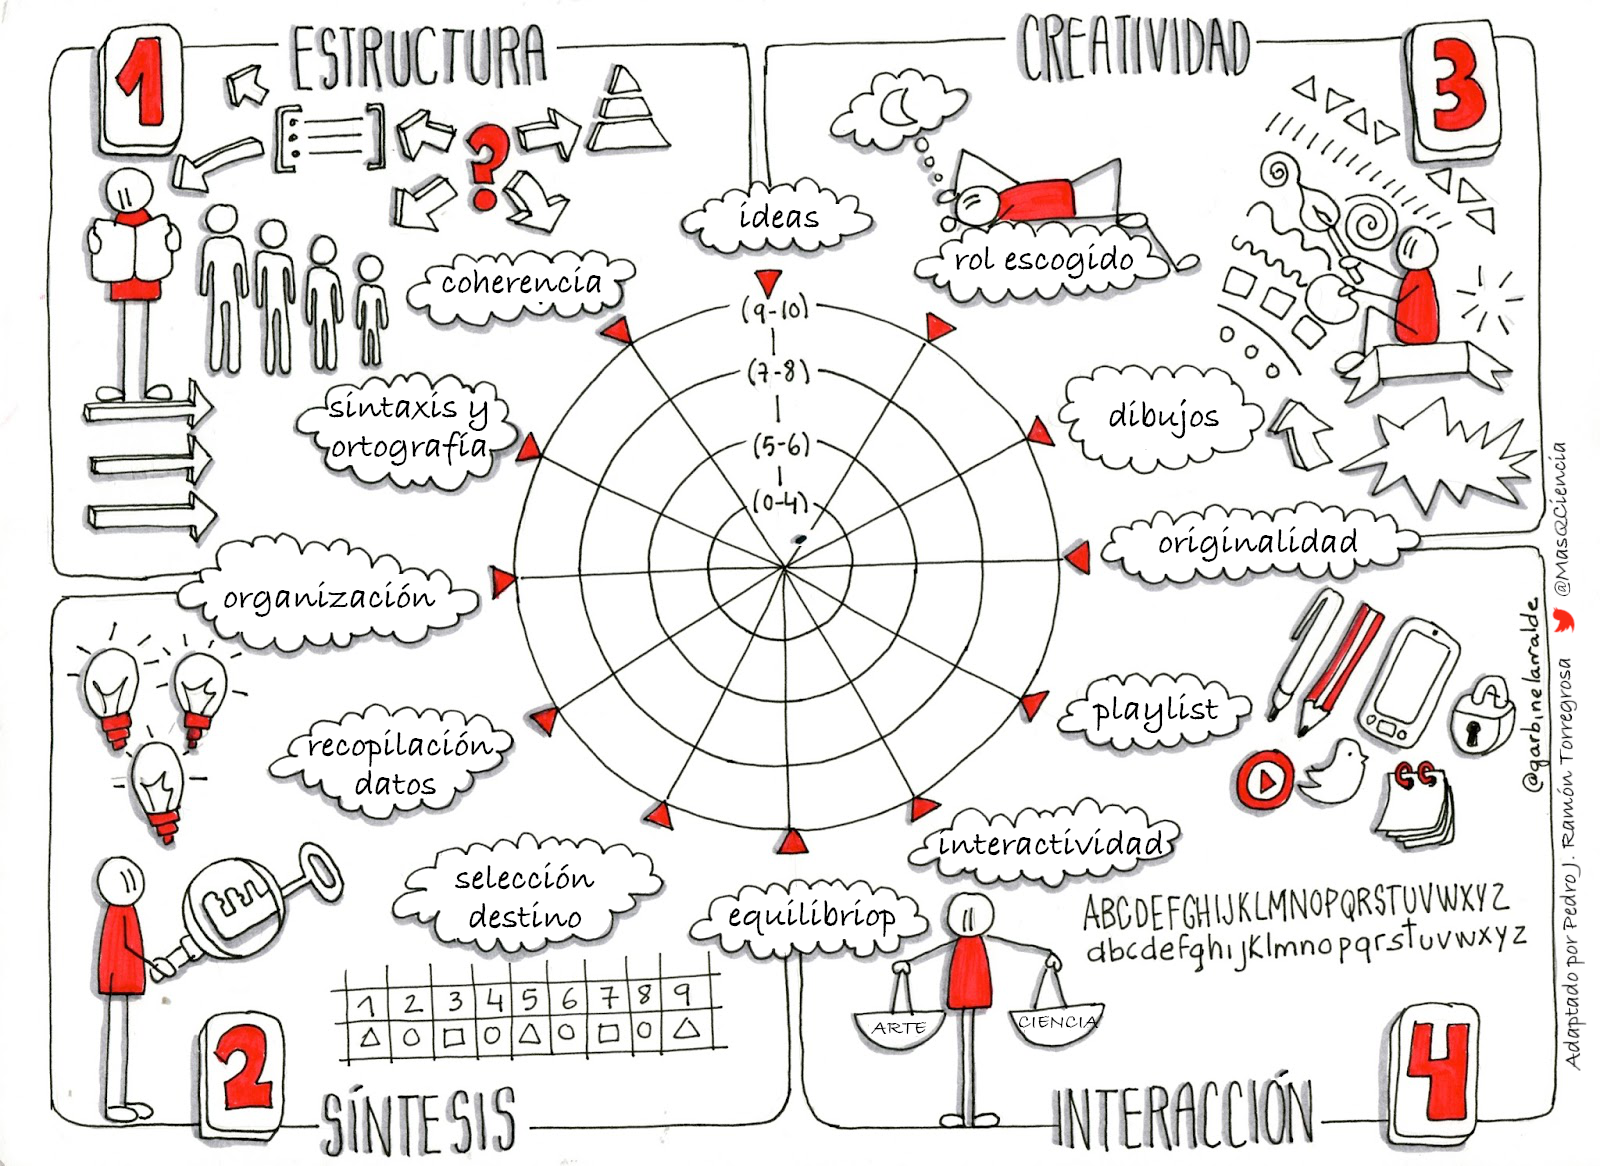 1
ESTRUCTURA
?
coherencia
sintaxis y
ortografía
organización
ideas
(9-10)
(7-8)
(5-6)
(0-4)
3
CREATIVIDAD
rol escogido
dibujos
originalidad
2
SÍNTESIS
recopilación
datos
selección
destino
1 2 3 4 5 6 7 8 9
equilibriop
4
INTERACCIÓN
playlist
interactividad
ABCDEFGHIJKLMNOPQRSTUVWXYZ
abcdefghijklmnopqrstuvwxyz
ARTE
CIENCIA
@garbinelarralde
Adaptado por Pedro J. Ramón Torregrosa @MasQCiencia